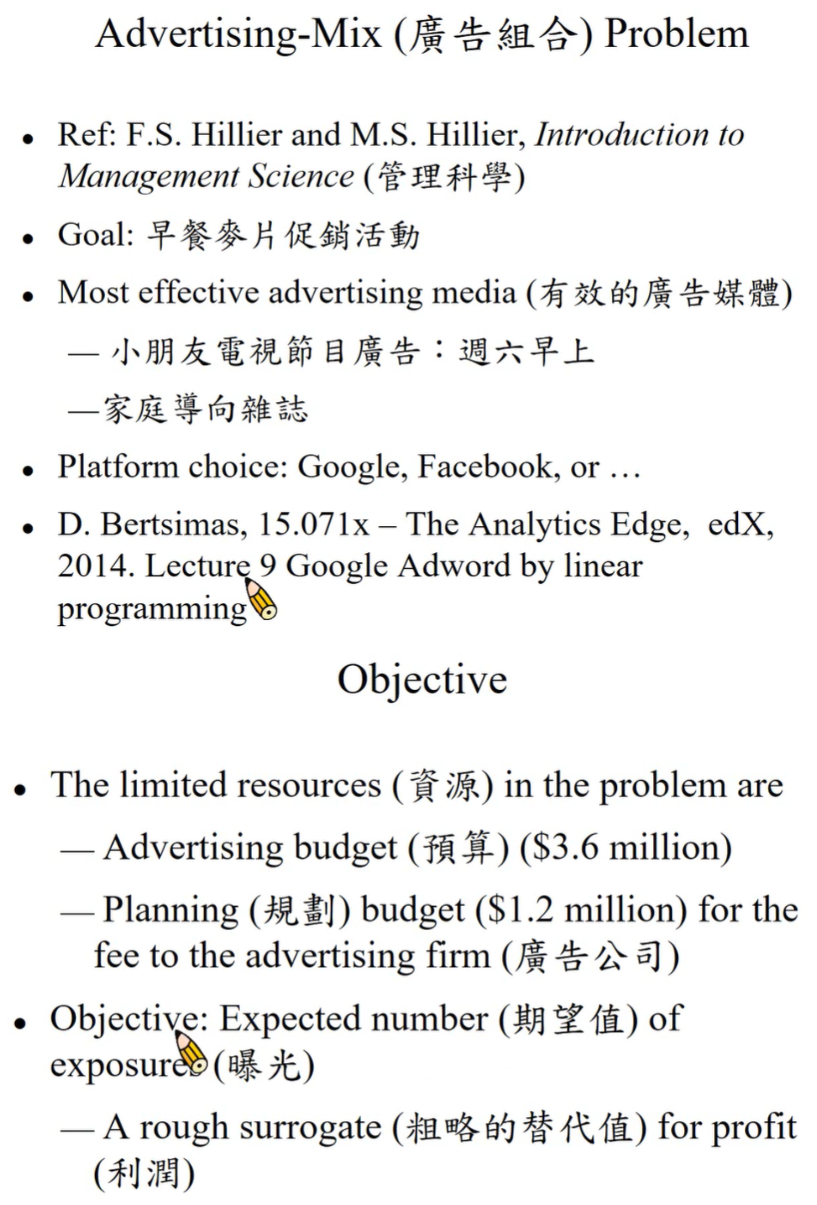 Advertising-Mix (廣告組合) Problem
• Ref: F.S. Hillier and M.S. Hillier, Introduction to
Management Science (管理科學)
• Goal: 早餐麥片促銷活動
• Most effective advertising media (有效的廣告媒體)
— 小朋友電視節目廣告：週六早上
—家庭導向雜誌
• Platform choice: Google, Facebook, or …
• D. Bertsimas, 15.071x – The Analytics Edge, edX,
2014. Lecture 9 Google Adword by linear
programming
Objective
• The limited resources (資源) in the problem are
— Advertising budget (預算) ($3.6 million)
— Planning (規劃) budget ($1.2 million) for the
fee to the advertising firm (廣告公司)
• Objective: Expected number (期望值) of
exposures (曝光)
— A rough surrogate (粗略的替代值) for profit
(利潤)